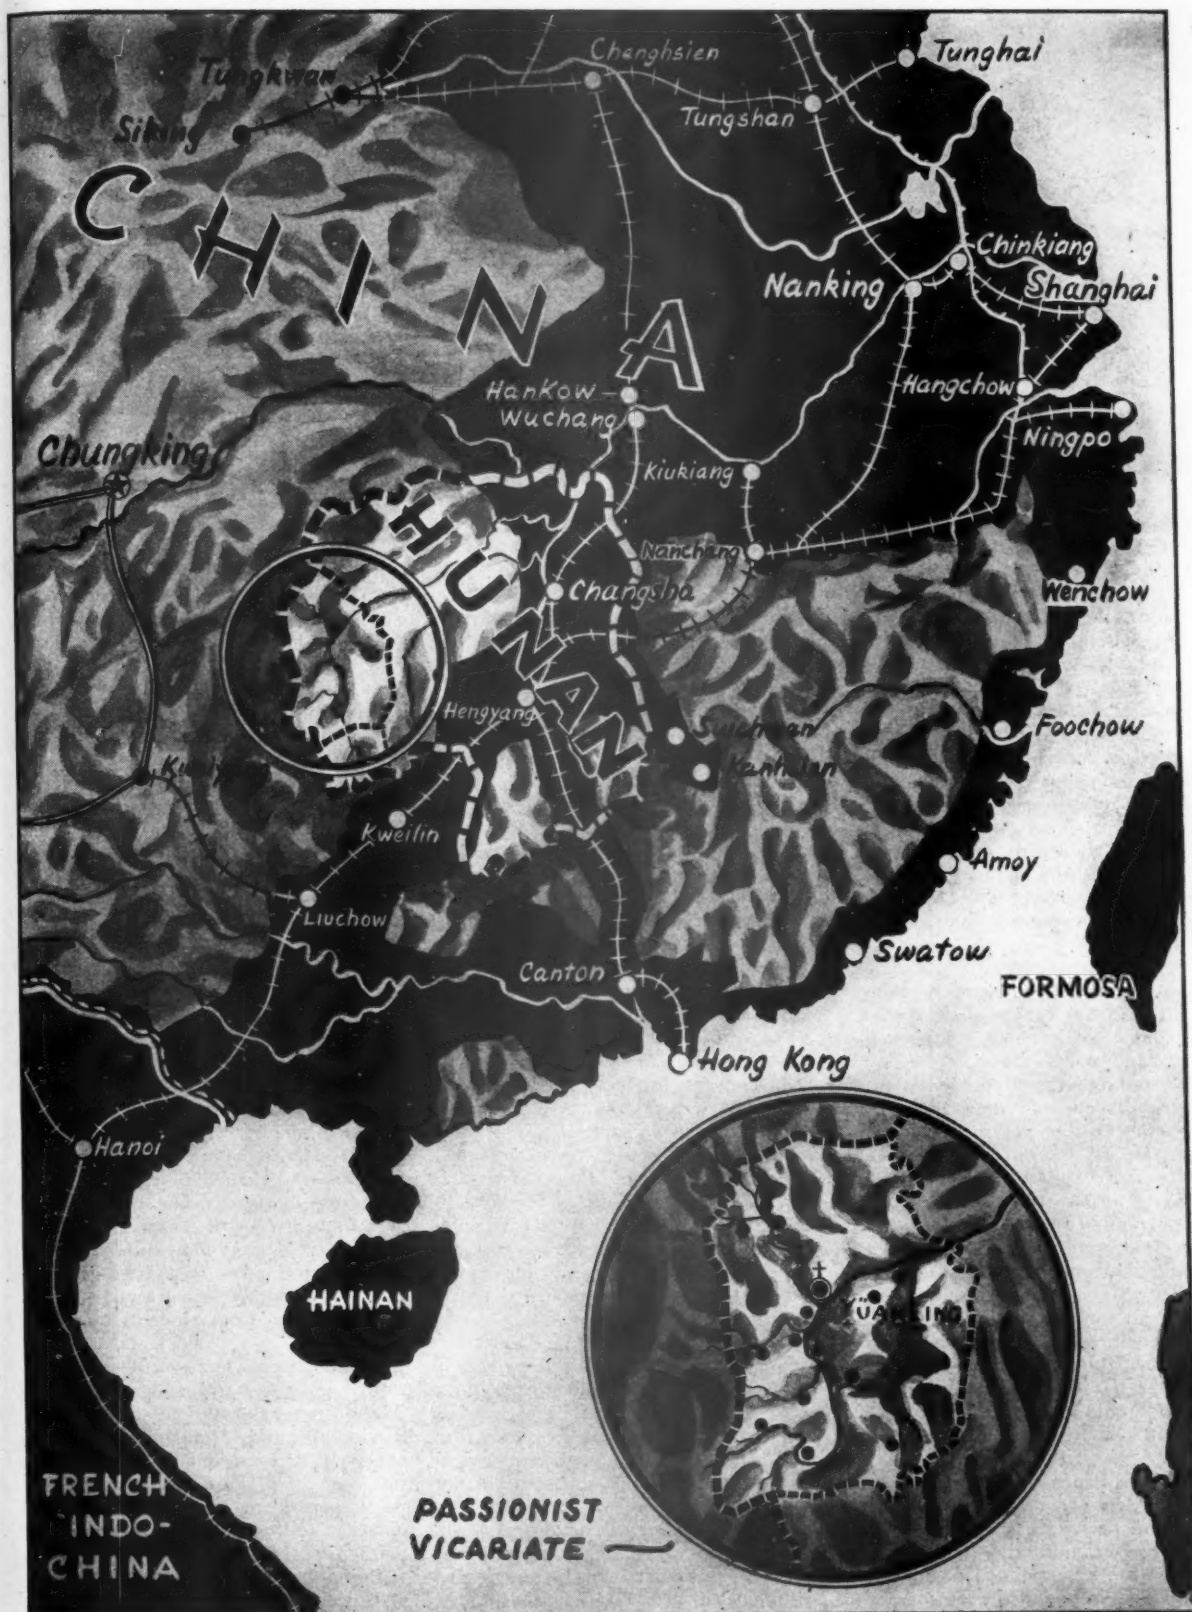 Chenghsien
Tunghai
Tungkwan
Tungshan
Siking
CHINA
Chinkiang
Nanking
Shanghai
Hankow
Hangchow
Wuchang
Ningpo
Chungking
Kiukiang
HUNAN
Nanchang
Changsha
Wenchow
Hengyang
Foochow
Kweilin
Amoy
Liuchow
Swatow
Canton
FORMOSA
Hong Kong
Hanoi
HAINAN
FRENCH
INDO-
CHINA
PASSIONIST
VICARIATE